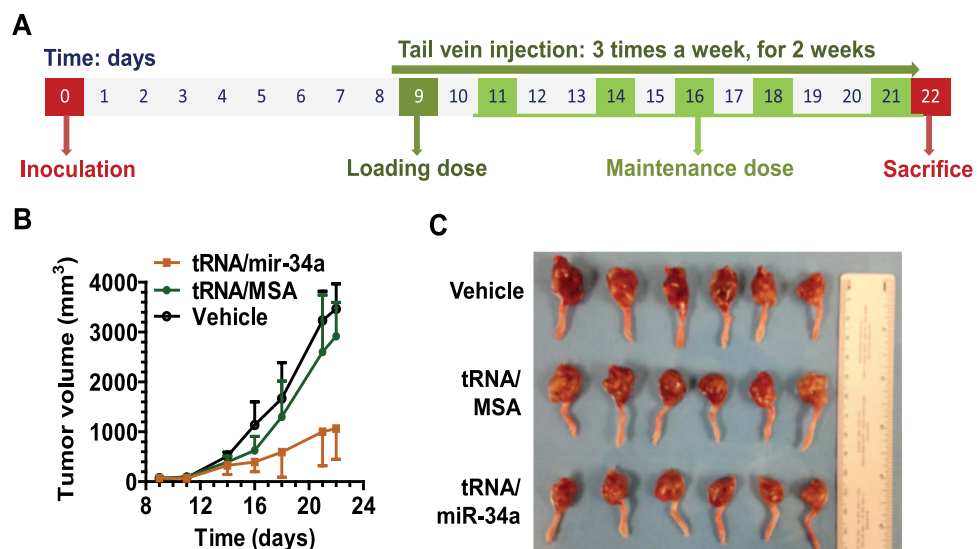 A
Time: days
Tail vein injection: 3 times a week, for 2 weeks
0 1 2 3 4 5 6 7 8 9 10 11 12 13 14 15 16 17 18 19 20 21 22
Inoculation
Loading dose
Maintenance dose
Sacrifice
B
tRNA/mir-34a
tRNA/MSA
Vehicle
Tumor volume (mm³)
4000
3000
2000
1000
0
8 12 16 20 24
Time (days)
C
Vehicle
tRNA/
MSA
tRNA/
miR-34a